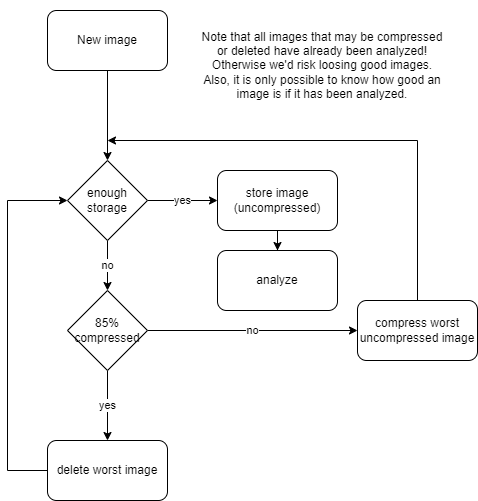 New image
Note that all images that may be compressed
or deleted have already been analyzed!
Otherwise we'd risk loosing good images.
Also, it is only possible to know how good an
image is if it has been analyzed.
enough
storage
yes
store image
(uncompressed)
analyze
no
85%
compressed
no
compress worst
uncompressed image
yes
delete worst image